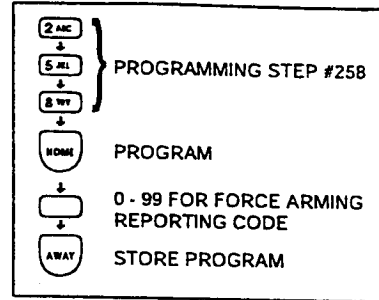 2 ABC
5 JKL
PROGRAMMING STEP #258
8
HOME
PROGRAM
0 - 99 FOR FORCE ARMING
REPORTING CODE
AWAY
STORE PROGRAM